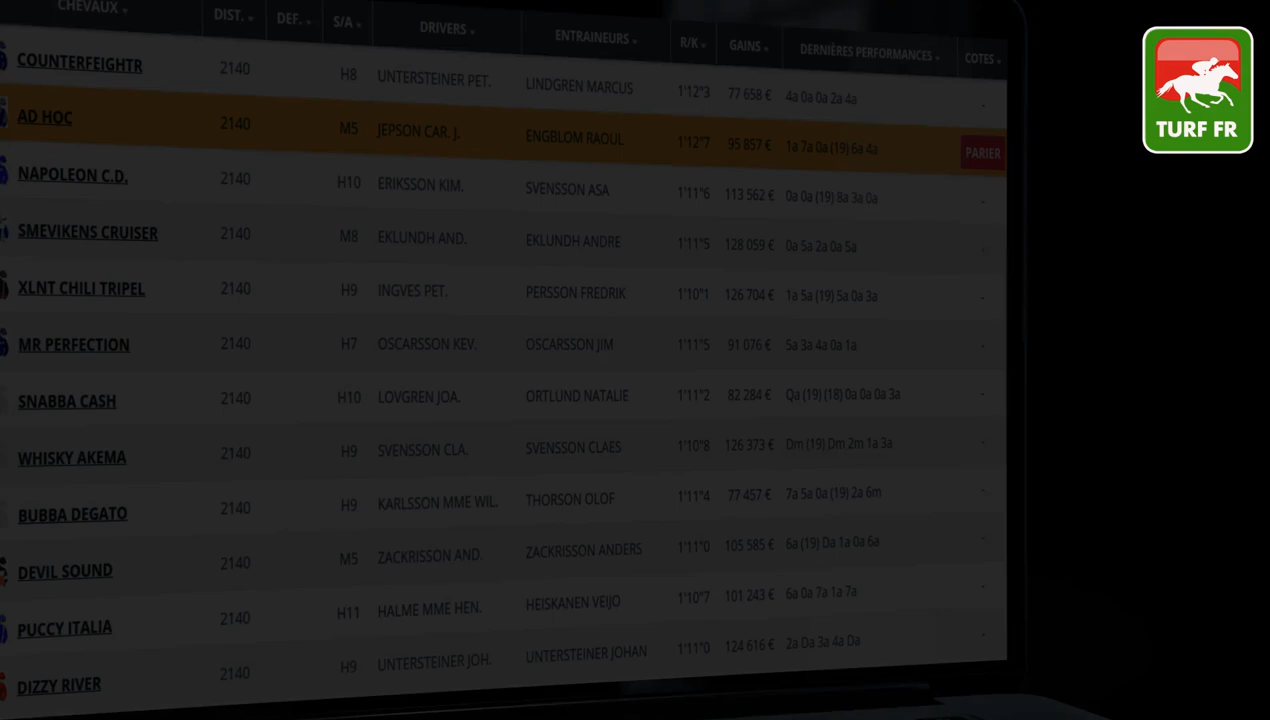 CHEVAUX DIST. DEF. S/A DRIVERS ENTRAINEURS R/K GAINS DERNIÈRES PERFORMANCES COTES
COUNTERFEIGHTR 2140 H8 UNTERSTEINER PET. LINDGREN MARCUS 1'12"3 77 658 € 4a 0a 0a 2a 4a -
AD HOC 2140 M5 JEPSON CAR. J. ENGBLOM RAOUL 1'12"7 95 857 € 1a 7a 0a (19) 6a 4a PARIER
NAPOLEON C.D. 2140 H10 ERIKSSON KIM. SVENSSON ASA 1'11"6 113 562 € 0a 0a (19) 8a 3a 0a -
SMEVIKENS CRUISER 2140 M8 EKLUNDH AND. EKLUNDH ANDRE 1'11"5 128 059 € 0a 5a 2a 0a 5a -
XLNT CHILI TRIPEL 2140 H9 INGVES PET. PERSSON FREDRIK 1'10"1 126 704 € 1a 5a (19) 5a 0a 3a -
MR PERFECTION 2140 H7 OSCARSSON KEV. OSCARSSON JIM 1'11"5 91 076 € 5a 3a 4a 0a 1a -
SNABBA CASH 2140 H10 LOVGREN JOA. ORTLUND NATALIE 1'11"2 82 284 € Qa (19) (18) 0a 0a 0a 3a -
WHISKY AKEMA 2140 H9 SVENSSON CLA. SVENSSON CLAES 1'10"8 126 373 € Dm (19) Dm 2m 1a 3a -
BUBBA DEGATO 2140 H9 KARLSSON MME WIL. THORSON OLOF 1'11"4 77 457 € 7a 5a 0a (19) 2a 6m -
DEVIL SOUND 2140 M5 ZACKRISSON AND. ZACKRISSON ANDERS 1'11"0 105 585 € 6a (19) Da 1a 0a 6a -
PUCCY ITALIA 2140 H11 HALME MME HEN. HEISKANEN VEIJO 1'10"7 101 243 € 6a 0a 7a 1a 7a -
DIZZY RIVER 2140 H9 UNTERSTEINER JOH. UNTERSTEINER JOHAN 1'11"0 124 616 € 2a Da 3a 4a Da -
TURF FR